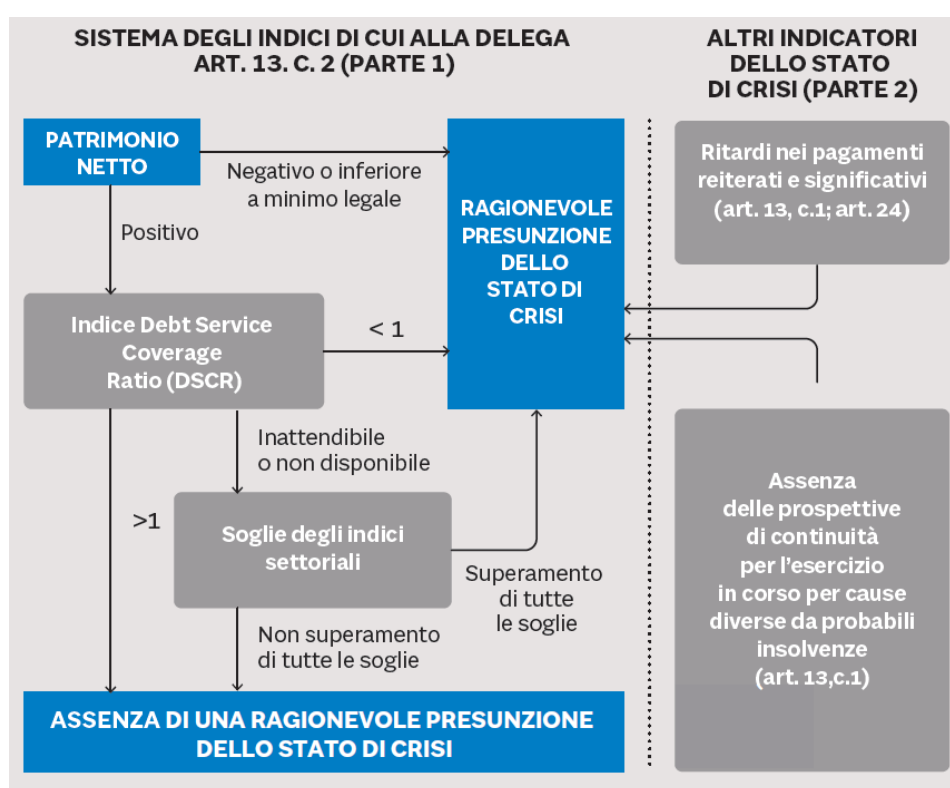 SISTEMA DEGLI INDICI DI CUI ALLA DELEGA
ART. 13. C. 2 (PARTE 1)
PATRIMONIO
NETTO
Negativo o inferiore
a minimo legale
Positivo
RAGIONEVOLE
PRESUNZIONE
DELLO
STATO DI
CRISI
Indice Debt Service
Coverage
Ratio (DSCR)
< 1
Inattendibile
o non disponibile
>1
Soglie degli indici
settoriali
Superamento
di tutte
le soglie
Non superamento
di tutte le soglie
ASSENZA DI UNA RAGIONEVOLE PRESUNZIONE
DELLO STATO DI CRISI
ALTRI INDICATORI
DELLO STATO
DI CRISI (PARTE 2)
Ritardi nei pagamenti
reiterati e significativi
(art. 13, c.1; art. 24)
Assenza
delle prospettive
di continuità
per l'esercizio
in corso per cause
diverse da probabili
insolvenze
(art. 13,c.1)